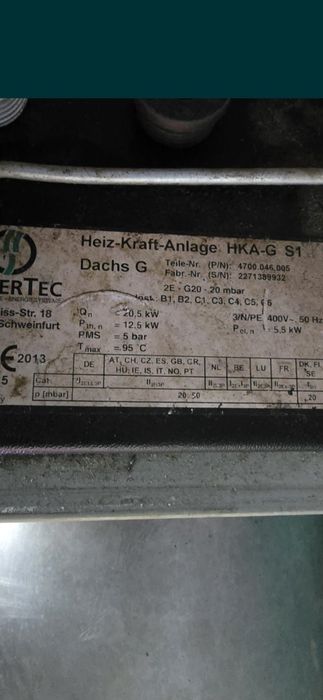 Heiz-Kraft-Anlage HKA-G S1
Dachs G
Teile-Nr. (P/N): 4700.046.005
Fabr.-Nr. (S/N): 2271389932
2E - G20 - 20 mbar
B1, B2, C1, C3, C4, C5,
ERTEC
ENERGIESYSTEME
iss-Str. 18
Schweinfurt
Qn < 20,5 kW
3/N/PE 400V~, 50 Hz
Pth, n = 12.5 kW
Pel, n = 5,5 kW
PMS = 5 bar
Tmax = 95 °C
CE 2013
5
DE
AT, CH, CZ, ES, GB, GR,
HU, IE, IS, IT, NO, PT
NL
BE
LU
FR
DK, FI,
SE
Cat.
p [mbar]
20
50
20